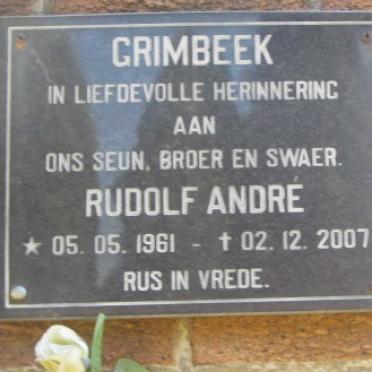 GRIMBEEK
IN LIEFDEVOLLE HERINNERING
AAN
ONS SEUN, BROER EN SWAER.
RUDOLF ANDRÉ
★ 05. 05. 1961 - ✝ 02. 12. 2007
RUS IN VREDE.